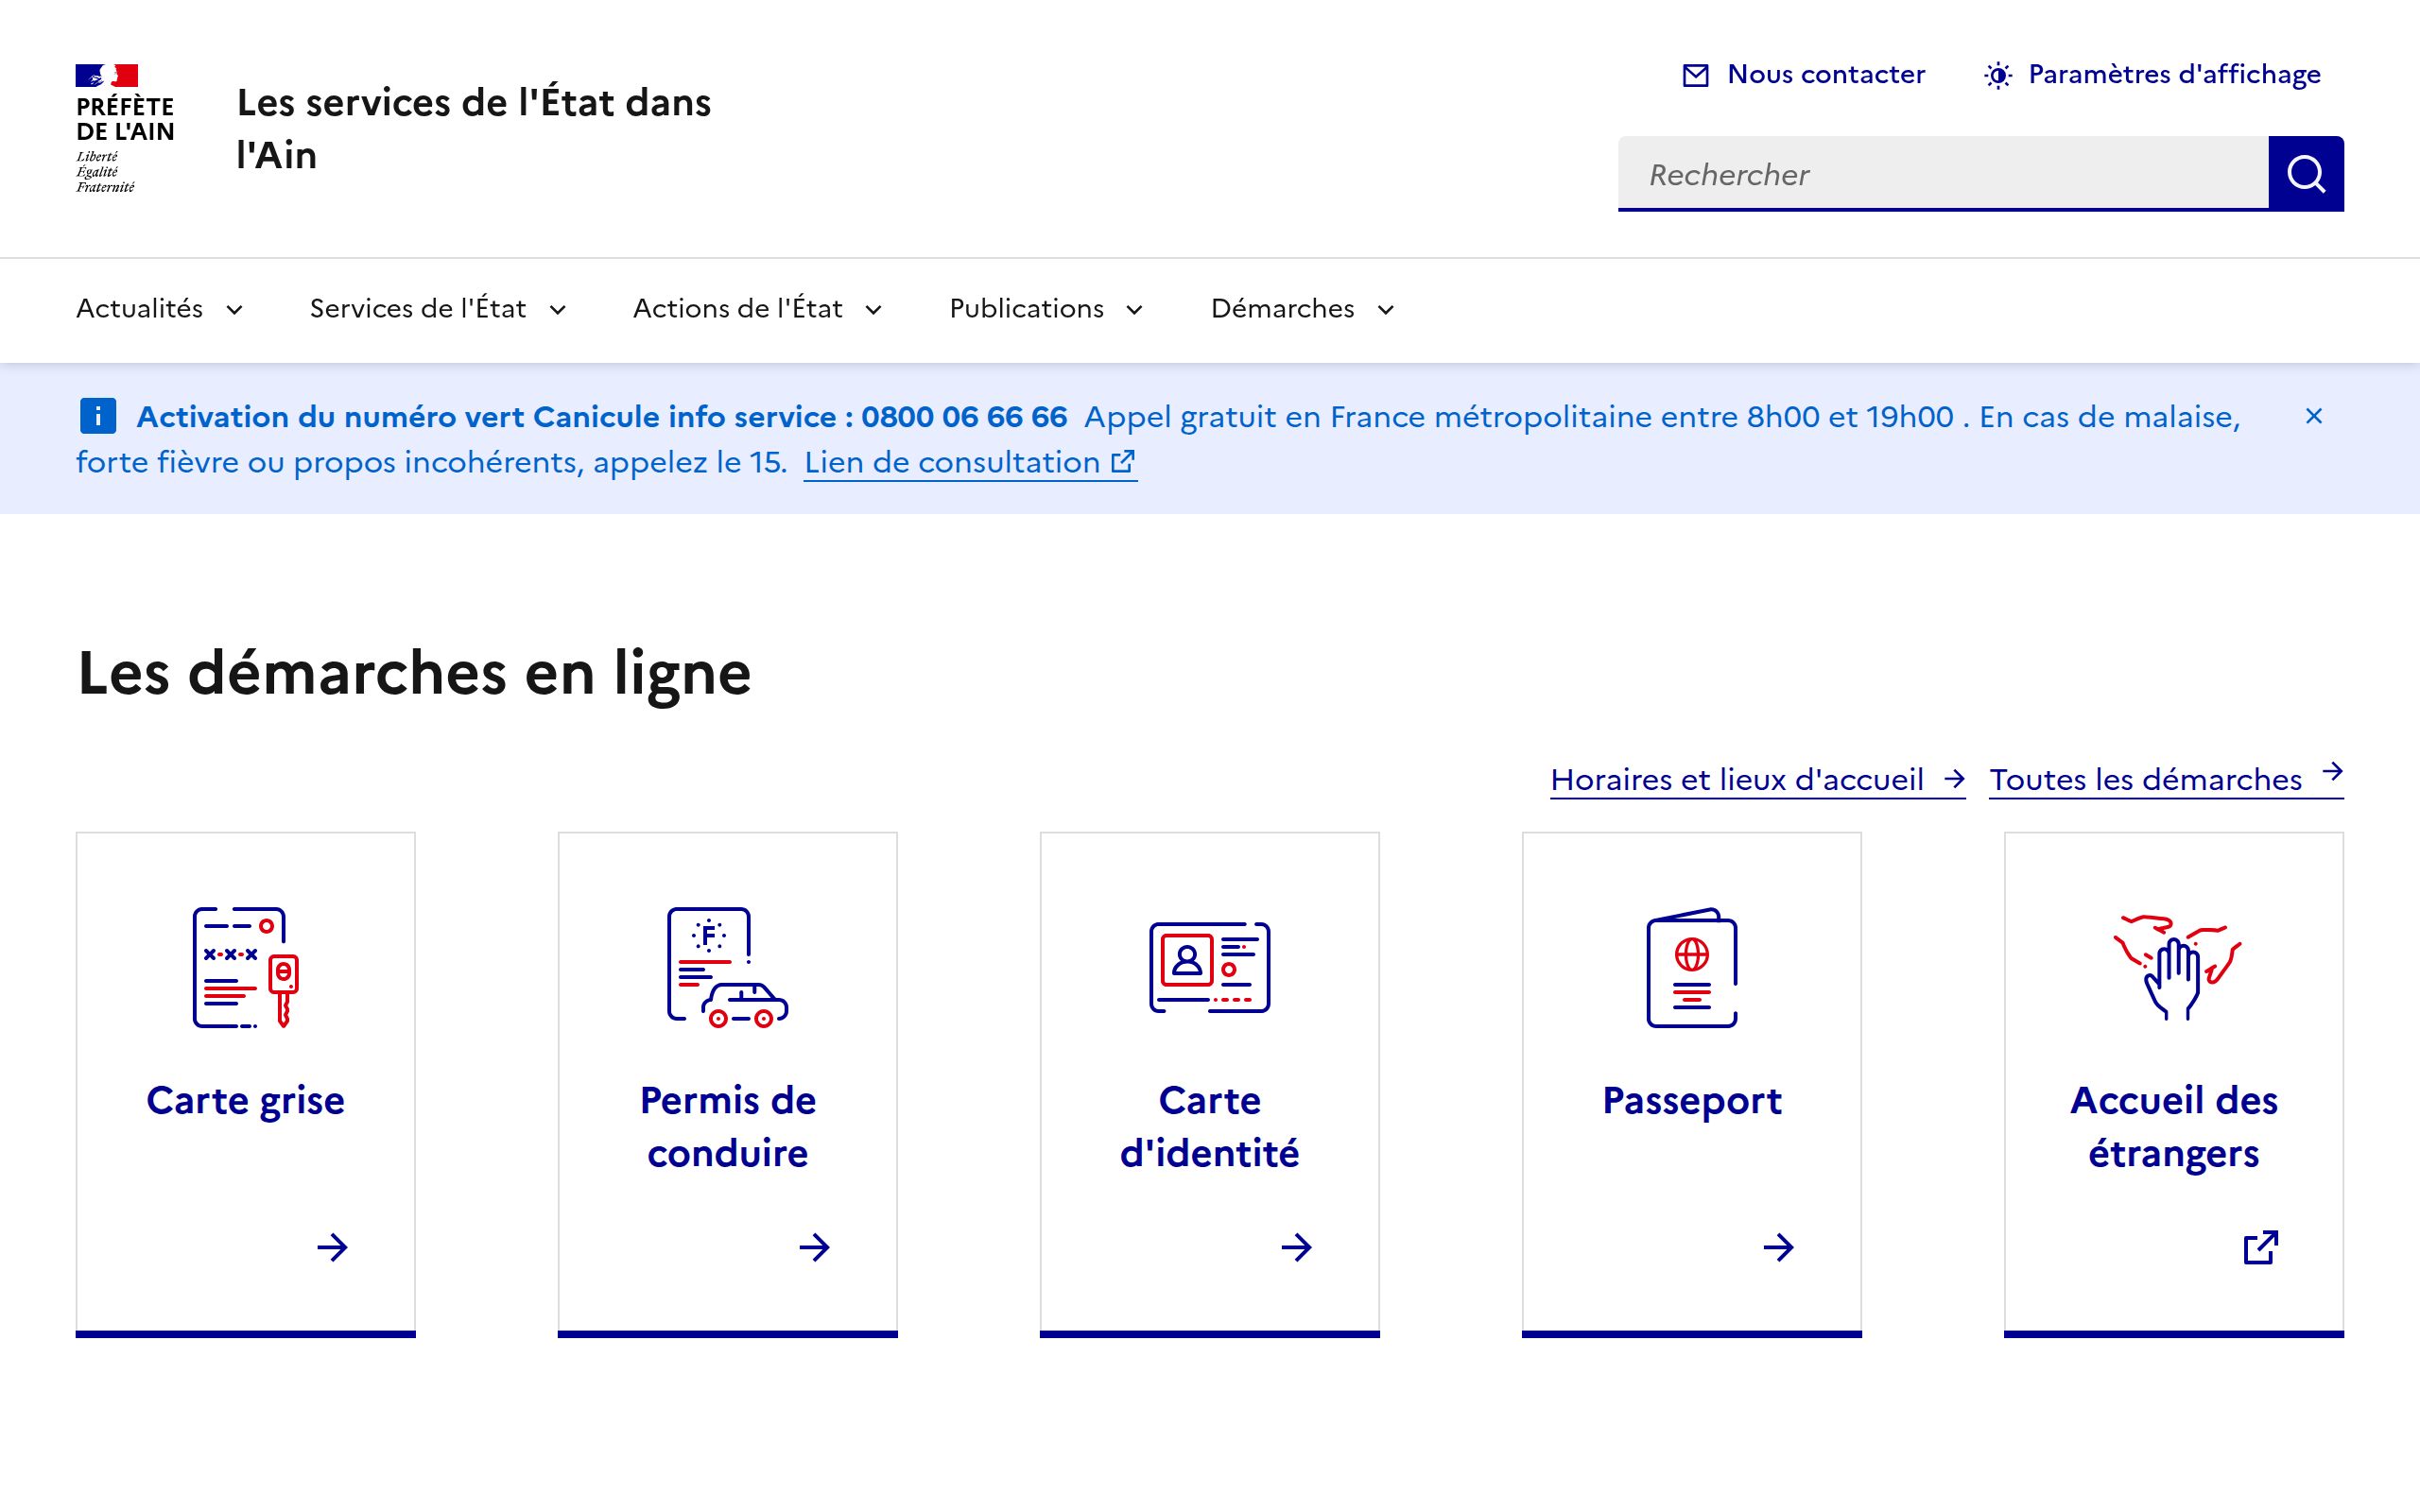 PRÉFÈTE
DE L'AIN
Liberté
Égalité
Fraternité
Les services de l'État dans
l'Ain
Nous contacter
Paramètres d'affichage
Rechercher
Actualités
Services de l'État
Actions de l'État
Publications
Démarches
Activation du numéro vert Canicule info service : 0800 06 66 66 Appel gratuit en France métropolitaine entre 8h00 et 19h00 . En cas de malaise,
forte fièvre ou propos incohérents, appelez le 15. Lien de consultation
Les démarches en ligne
Horaires et lieux d'accueil
Toutes les démarches
Carte grise
F
Permis de
conduire
Carte
d'identité
Passeport
Accueil des
étrangers